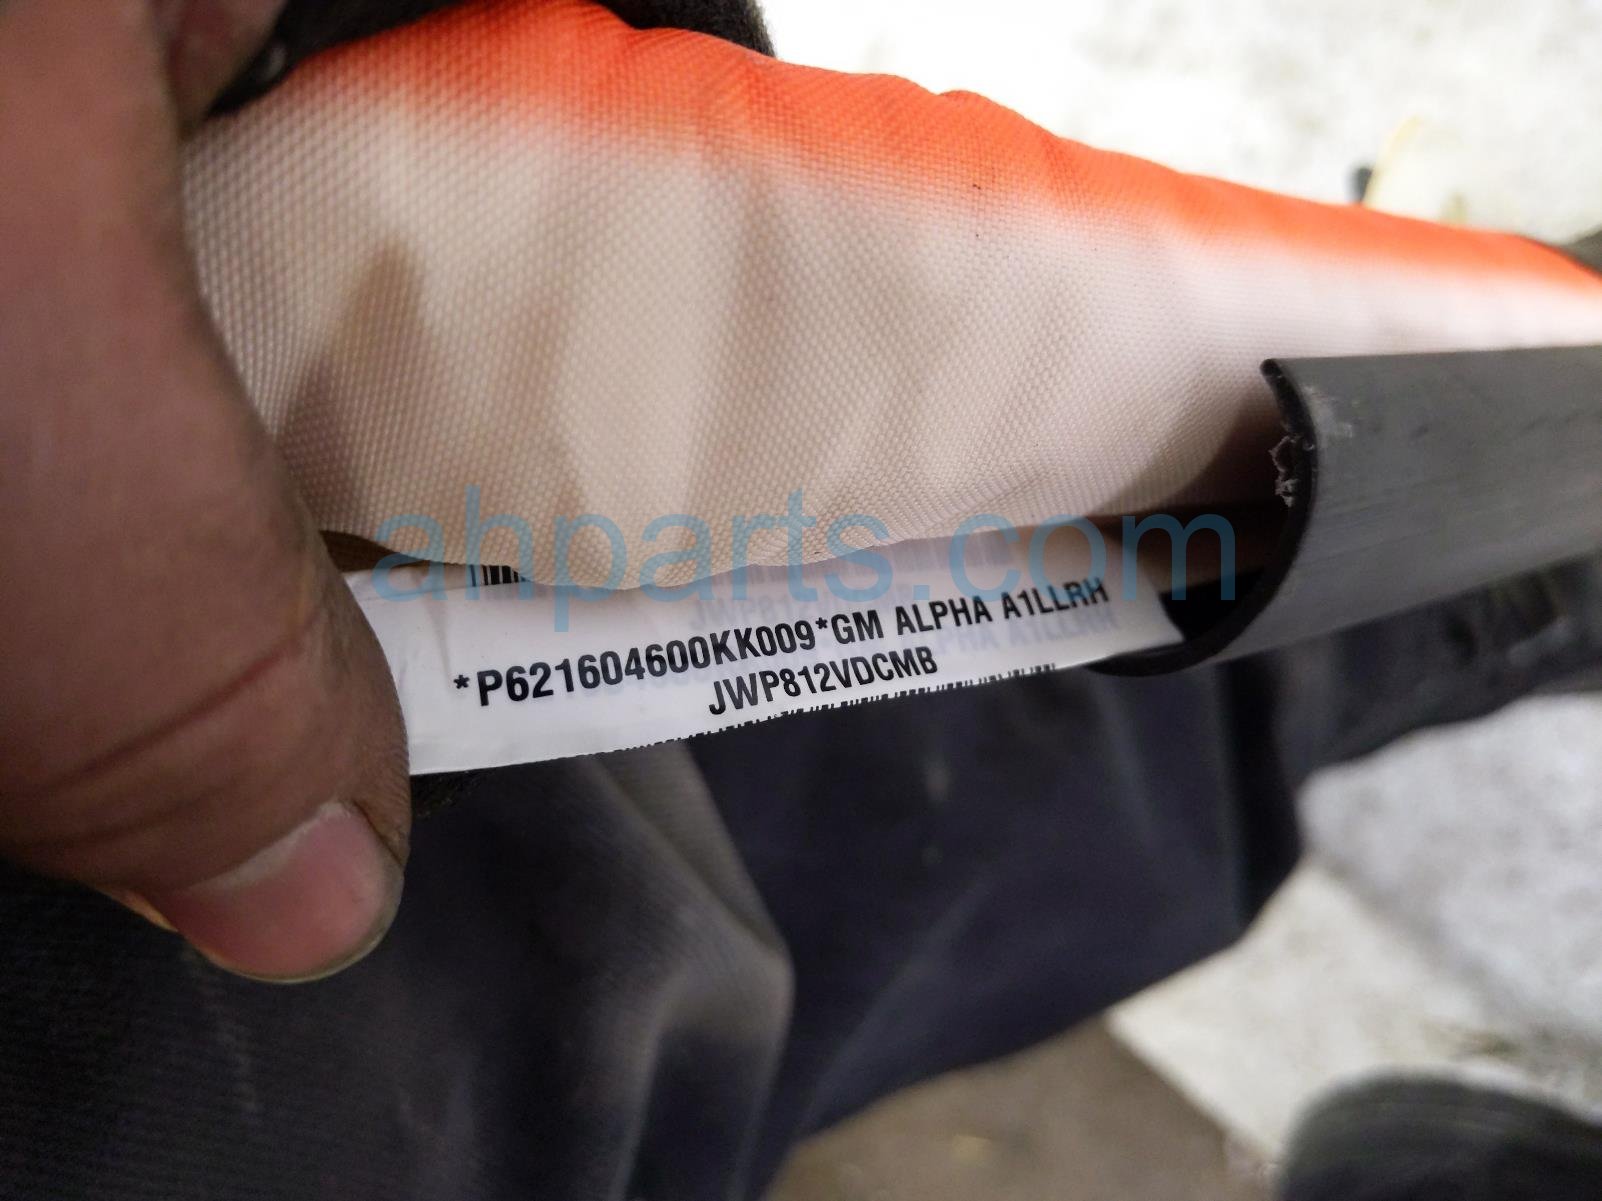 *P621604600KK009*GM ALPHA A1LLRH
JWP812VDCMB
ahparts.com